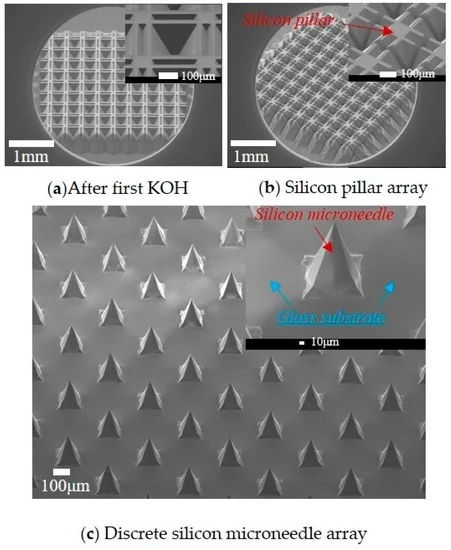 100μm
1mm
(a)After first KOH
Silicon pillar
100μm
1mm
(b) Silicon pillar array
Silicon microneedle
Glass substrate
10μm
100μm
(c) Discrete silicon microneedle array